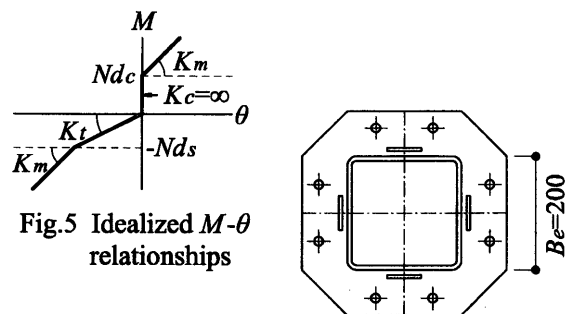 M
Ndc
Km
Kc=∞
θ
Kt
-Nds
Km
Fig.5 Idealized M-θ
relationships
Be=200